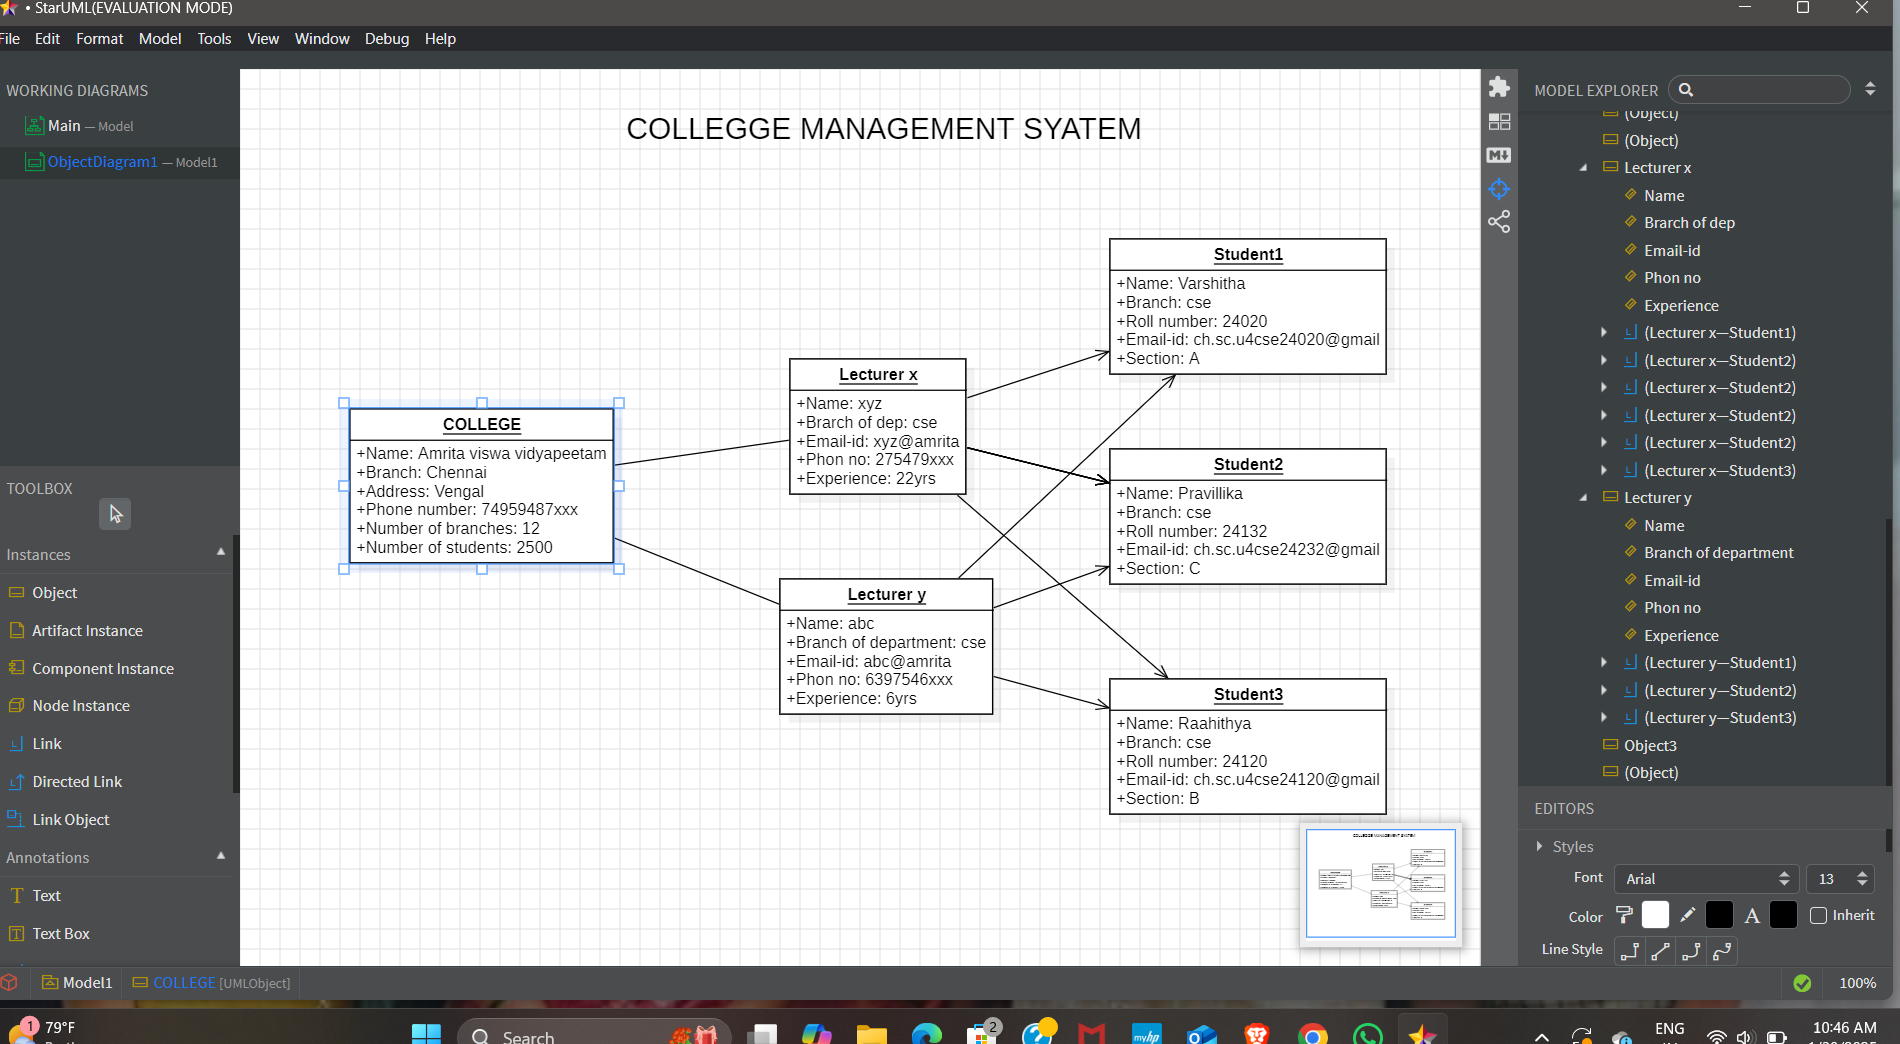 • StarUML(EVALUATION MODE)
File Edit Format Model Tools View Window Debug Help
WORKING DIAGRAMS
Main — Model
ObjectDiagram1 — Model1
TOOLBOX
Instances
Object
Artifact Instance
Component Instance
Node Instance
Link
Directed Link
Link Object
Annotations
Text
Text Box
COLLEGGE MANAGEMENT SYATEM
COLLEGE
+Name: Amrita viswa vidyapeetam
+Branch: Chennai
+Address: Vengal
+Phone number: 74959487xxx
+Number of branches: 12
+Number of students: 2500
Lecturer x
+Name: xyz
+Brarch of dep: cse
+Email-id: xyz@amrita
+Phon no: 275479xxx
+Experience: 22yrs
Lecturer y
+Name: abc
+Branch of department: cse
+Email-id: abc@amrita
+Phon no: 6397546xxx
+Experience: 6yrs
Student1
+Name: Varshitha
+Branch: cse
+Roll number: 24020
+Email-id: ch.sc.u4cse24020@gmail
+Section: A
Student2
+Name: Pravillika
+Branch: cse
+Roll number: 24132
+Email-id: ch.sc.u4cse24232@gmail
+Section: C
Student3
+Name: Raahithya
+Branch: cse
+Roll number: 24120
+Email-id: ch.sc.u4cse24120@gmail
+Section: B
MODEL EXPLORER
(Object)
(Object)
Lecturer x
Name
Brarch of dep
Email-id
Phon no
Experience
(Lecturer x—Student1)
(Lecturer x—Student2)
(Lecturer x—Student2)
(Lecturer x—Student2)
(Lecturer x—Student2)
(Lecturer x—Student3)
Lecturer y
Name
Branch of department
Email-id
Phon no
Experience
(Lecturer y—Student1)
(Lecturer y—Student2)
(Lecturer y—Student3)
Object3
(Object)
EDITORS
Styles
Font Arial 13
Color A Inherit
Line Style
Model1 COLLEGE [UMLObject] 100%
1 79°F
Search
2
myhp
ENG
10:46 AM